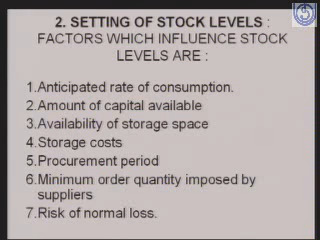 2. SETTING OF STOCK LEVELS :
FACTORS WHICH INFLUENCE STOCK
LEVELS ARE :
1.Anticipated rate of consumption.
2.Amount of capital available
3.Availability of storage space
4.Storage costs
5.Procurement period
6.Minimum order quantity imposed by
suppliers
7.Risk of normal loss.